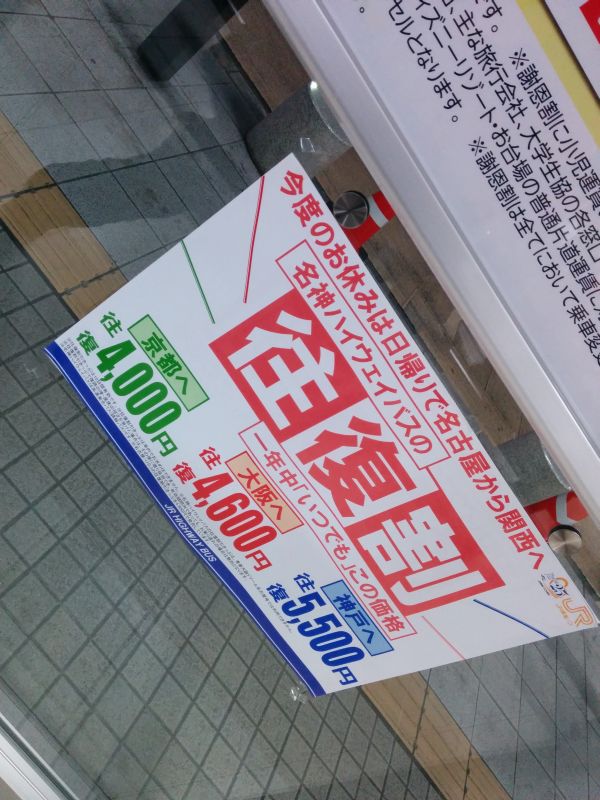 ※謝恩割に小児運賃
主な旅行会社、大学生協の各窓口
ィズニーリゾート・お台場の普通片道運賃に
セルとなります。
※謝恩割は全てにおいて乗車変
今度のお休みは日帰りで名古屋から関西へ
名神ハイウェイバスの
往復割
一年中「いつでも」この価格
京都へ
往復 4,000円
大阪へ
往復 4,600円
神戸へ
往復 5,500円
JR HIGHWAY BUS
JR